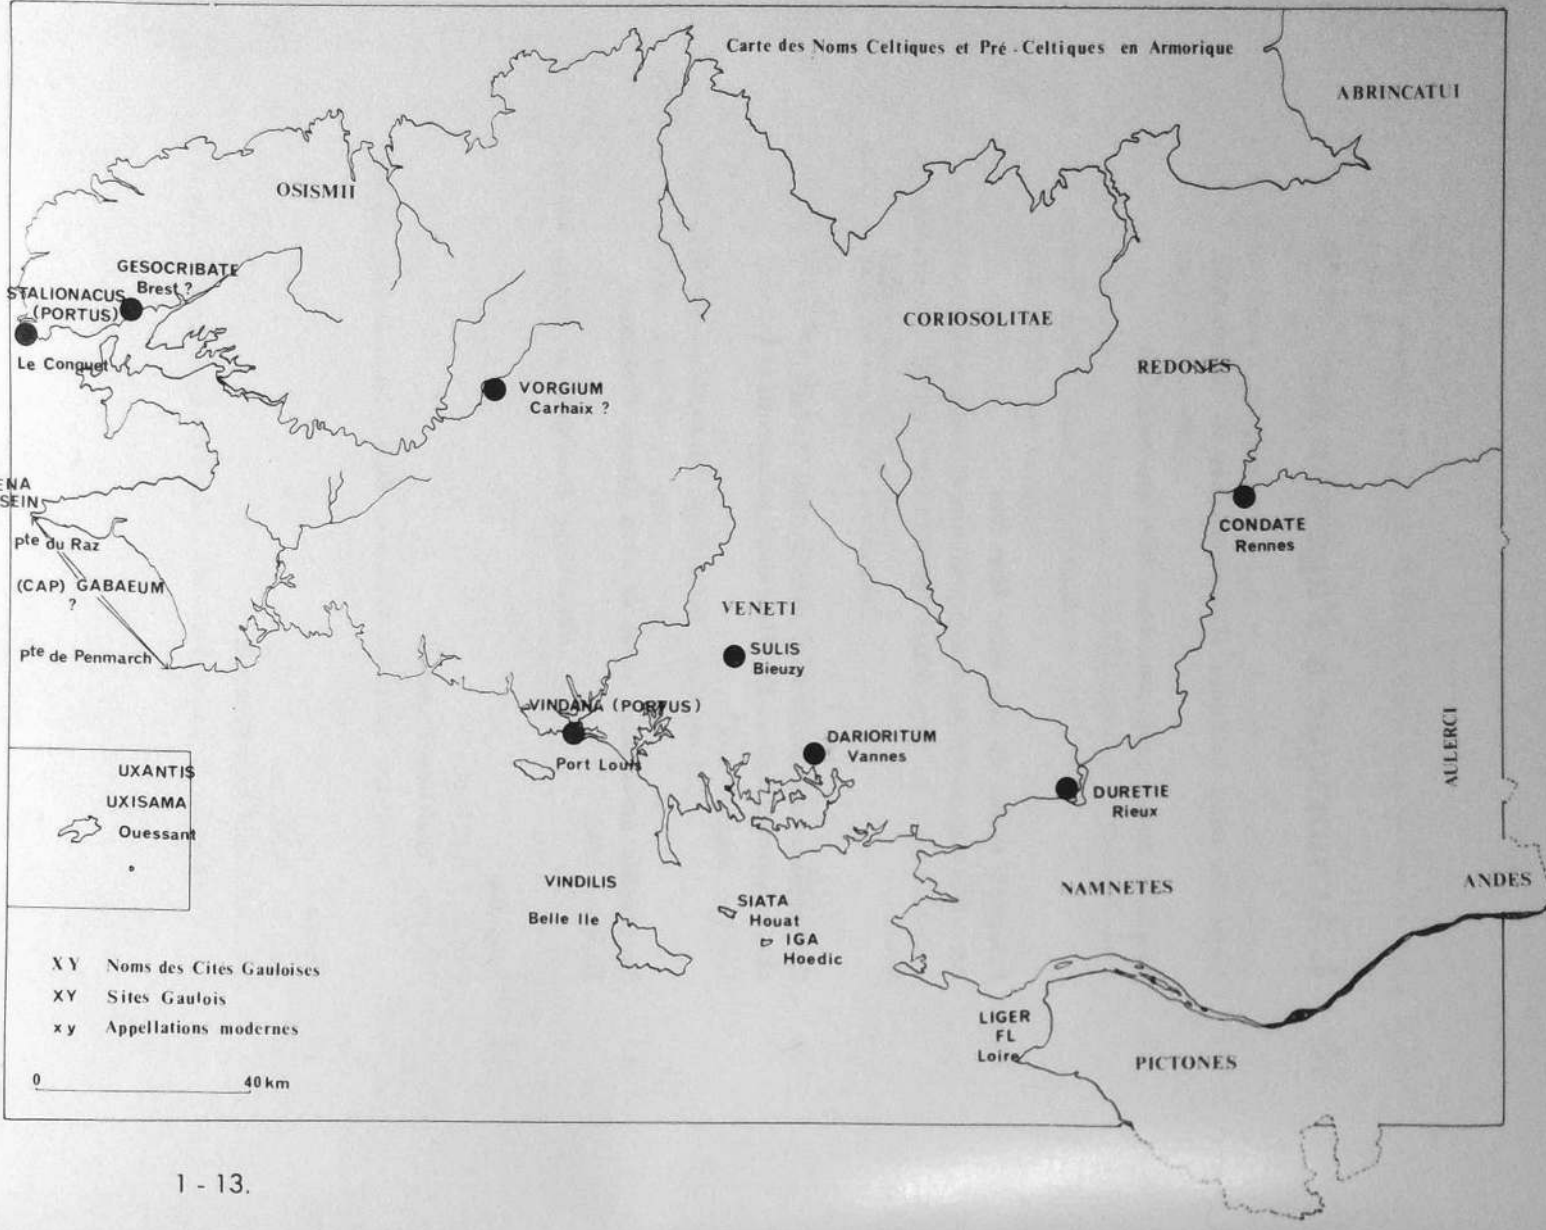 Carte des Noms Celtiques et Pré-Celtiques en Armorique
ABRINCATUI
OSISMII
GESOCRIBATE
Brest ?
STALIONACUS
(PORTUS)
Le Conquet
CORIOSOLITAE
REDONES
VORGIUM
Carhaix ?
ENA
SEIN
CONDATE
Rennes
pte du Raz
(CAP) GABAEUM
?
VENETI
SULIS
Bieuzy
pte de Penmarch
VINDANA (PORTUS)
Port Louis
DARIORITUM
Vannes
AULERCI
DURETIE
Rieux
UXANTIS
UXISAMA
Ouessant
VINDILIS
Belle Ile
SIATA
Houat
IGA
Hoedic
NAMNETES
ANDES
XY Noms des Cités Gauloises
XY Sites Gaulois
xy Appellations modernes
LIGER
FL
Loire
PICTONES
0 40 km
1 - 13.